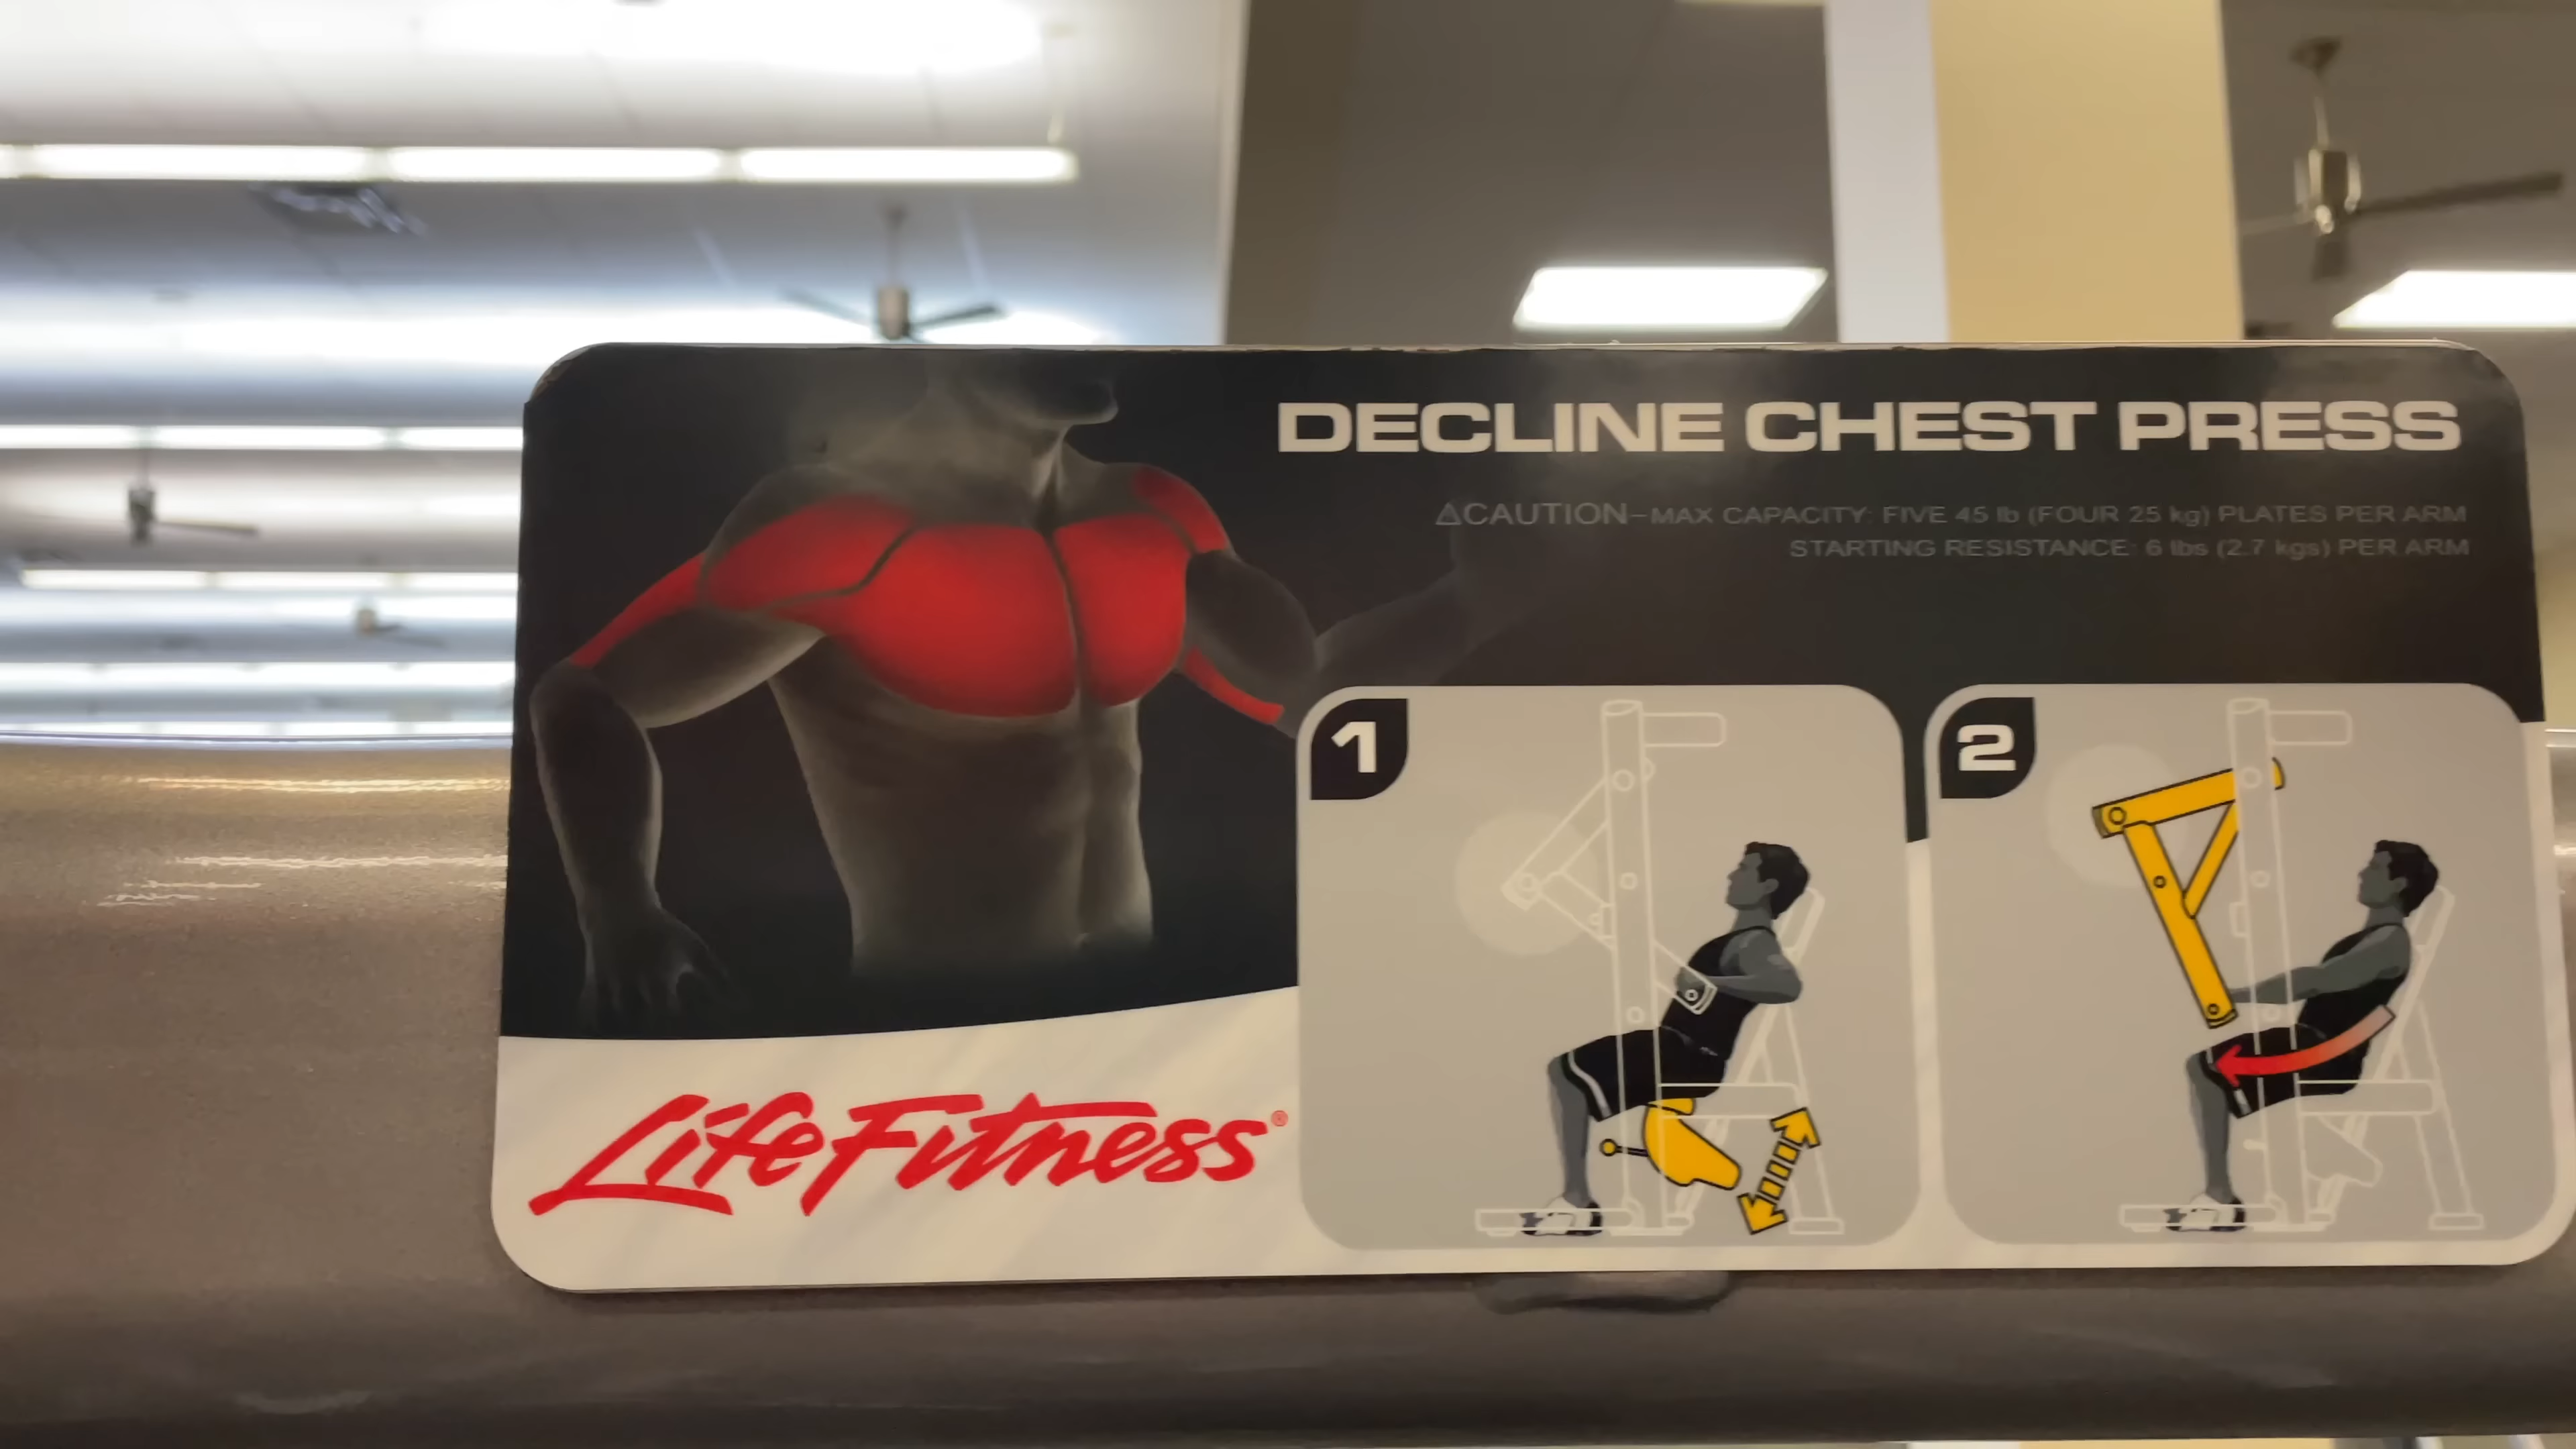 DECLINE CHEST PRESS
⚠CAUTION–MAX CAPACITY: FIVE 45 lb (FOUR 25 kg) PLATES PER ARM
STARTING RESISTANCE: 6 lbs (2.7 kgs) PER ARM
1
2
LifeFitness®